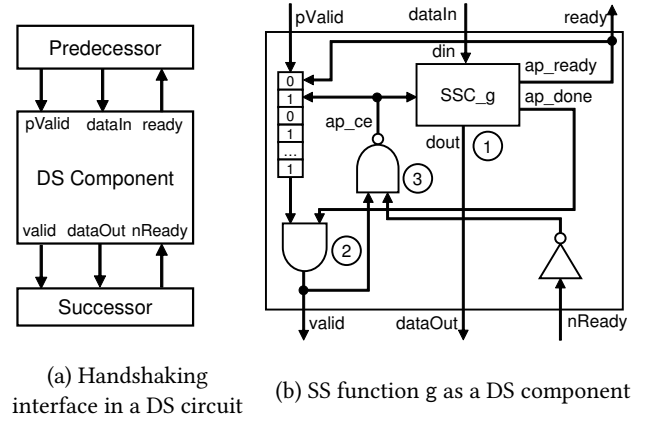 Predecessor
pValid dataIn ready
DS Component
valid dataOut nReady
Successor
(a) Handshaking
interface in a DS circuit
pValid dataIn ready
din
0
1
0
1
...
1
SSC_g
ap_ready
ap_done
ap_ce
dout
1
3
2
valid dataOut nReady
(b) SS function g as a DS component